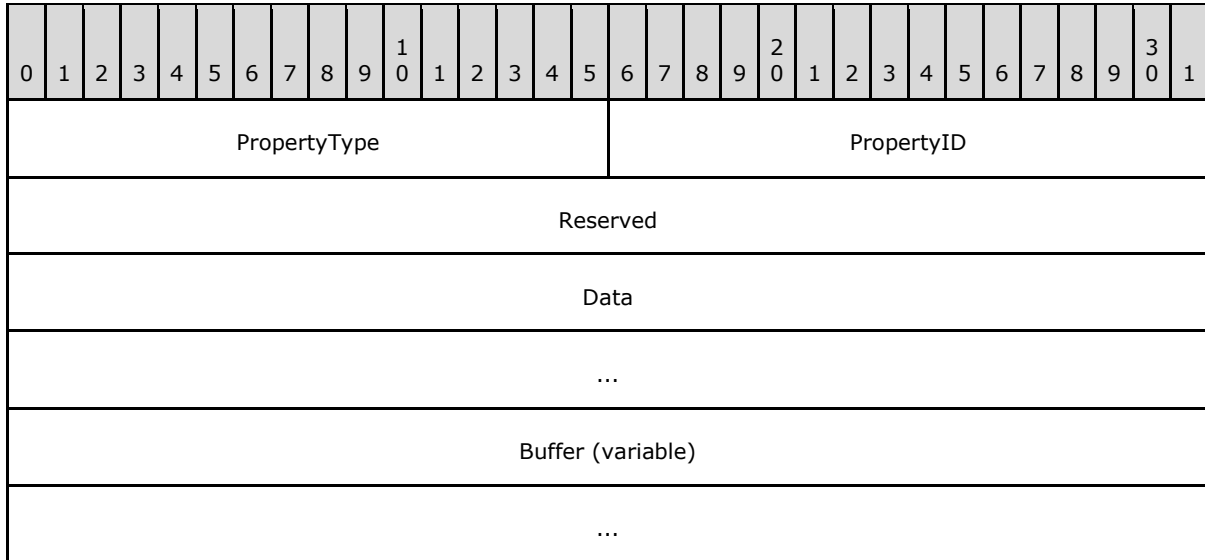 0 1 2 3 4 5 6 7 8 9 1 0 1 2 3 4 5 6 7 8 9 2 0 1 2 3 4 5 6 7 8 9 3 0 1
PropertyType PropertyID
Reserved
Data
...
Buffer (variable)
...